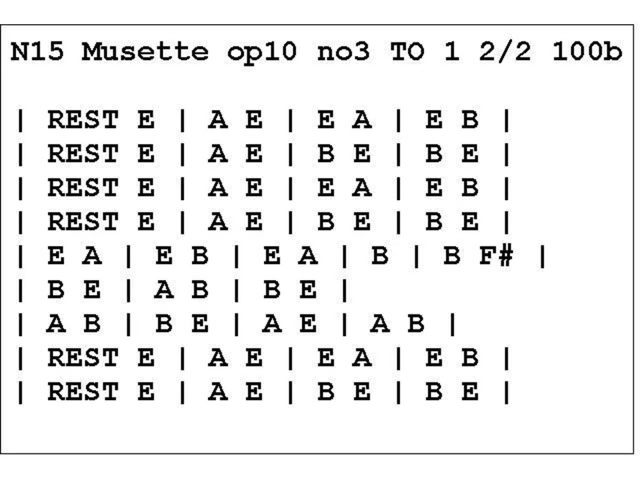 N15 Musette op10 no3 TO 1 2/2 100b
| REST E | A E | E A | E B |
| REST E | A E | B E | B E |
| REST E | A E | E A | E B |
| REST E | A E | B E | B E |
| E A | E B | E A | B | B F# |
| B E | A B | B E |
| A B | B E | A E | A B |
| REST E | A E | E A | E B |
| REST E | A E | B E | B E |